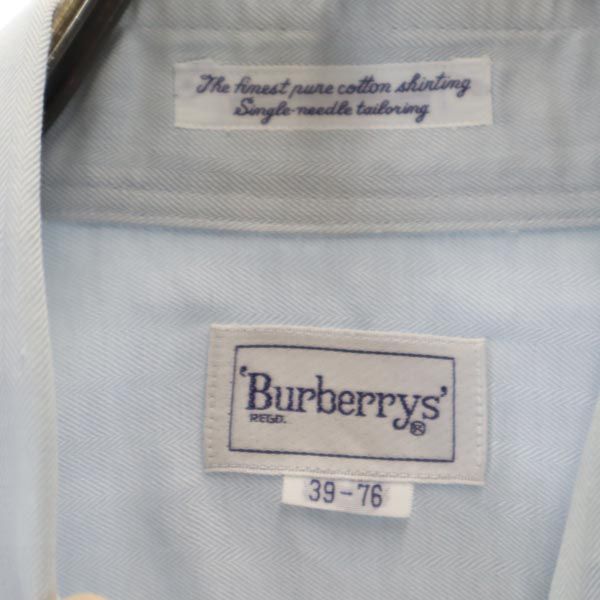 The finest pure cotton shirting
Single-needle tailoring
'Burberrys'
REGD. ®
39-76